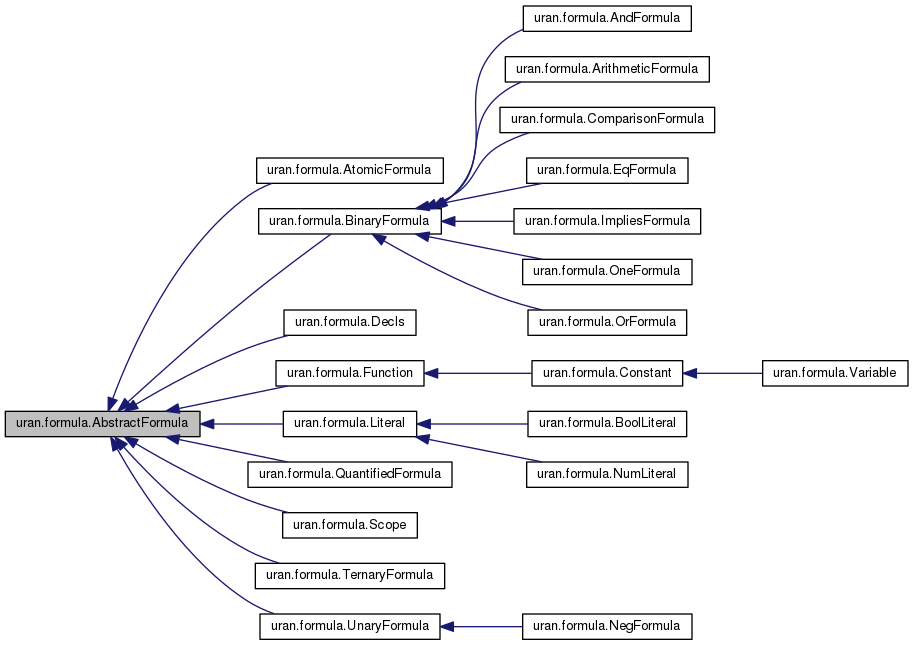 uran.formula.AndFormula
uran.formula.ArithmeticFormula
uran.formula.ComparisonFormula
uran.formula.AtomicFormula
uran.formula.EqFormula
uran.formula.BinaryFormula
uran.formula.ImpliesFormula
uran.formula.OneFormula
uran.formula.Decls
uran.formula.OrFormula
uran.formula.Function
uran.formula.Constant
uran.formula.Variable
uran.formula.AbstractFormula
uran.formula.Literal
uran.formula.BoolLiteral
uran.formula.QuantifiedFormula
uran.formula.NumLiteral
uran.formula.Scope
uran.formula.TernaryFormula
uran.formula.UnaryFormula
uran.formula.NegFormula